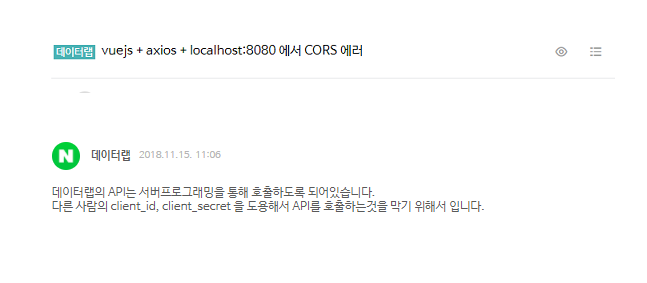 데이터랩 vuejs + axios + localhost:8080 에서 CORS 에러
N 데이터랩 2018.11.15. 11:06
데이터랩의 API는 서버프로그래밍을 통해 호출하도록 되어있습니다.
다른 사람의 client_id, client_secret 을 도용해서 API를 호출하는것을 막기 위해서 입니다.